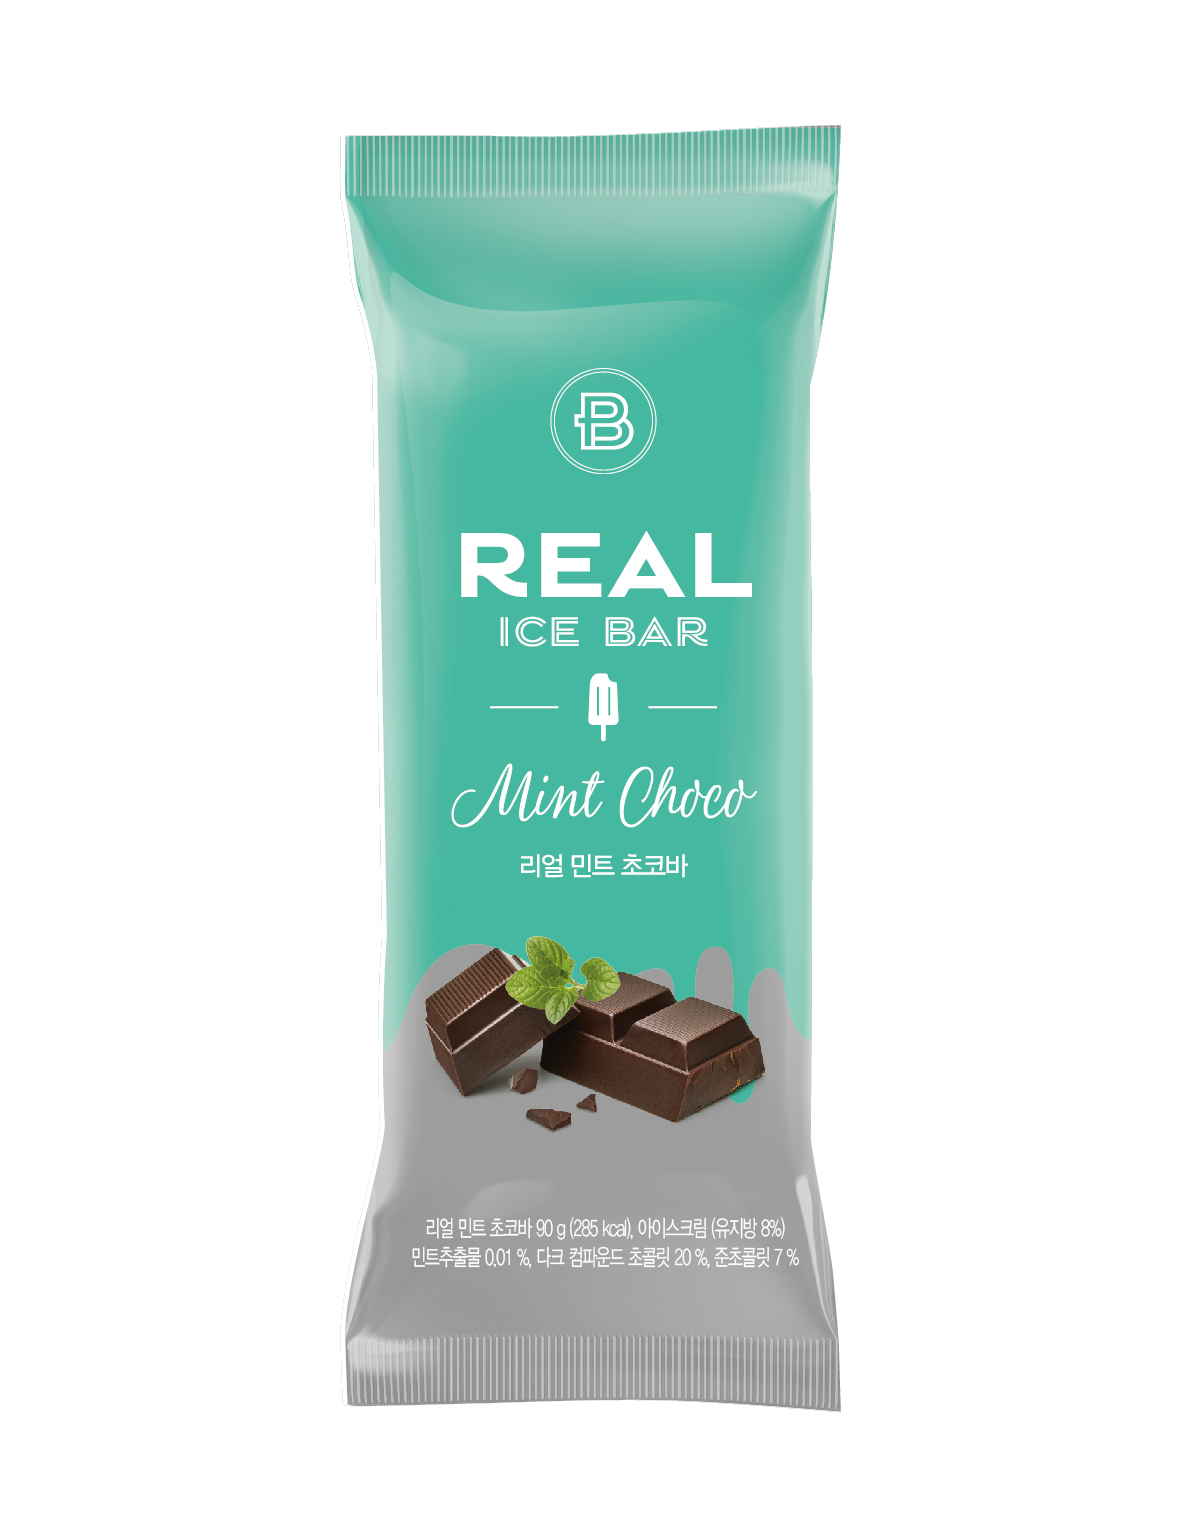 B
REAL
ICE BAR
Mint Choco
리얼 민트 초코바
리얼 민트 초코바 90 g (285 kcal), 아이스크림 (유지방 8%)
민트추출물 0.01 %, 다크 컴파운드 초콜릿 20 %, 준초콜릿 7 %